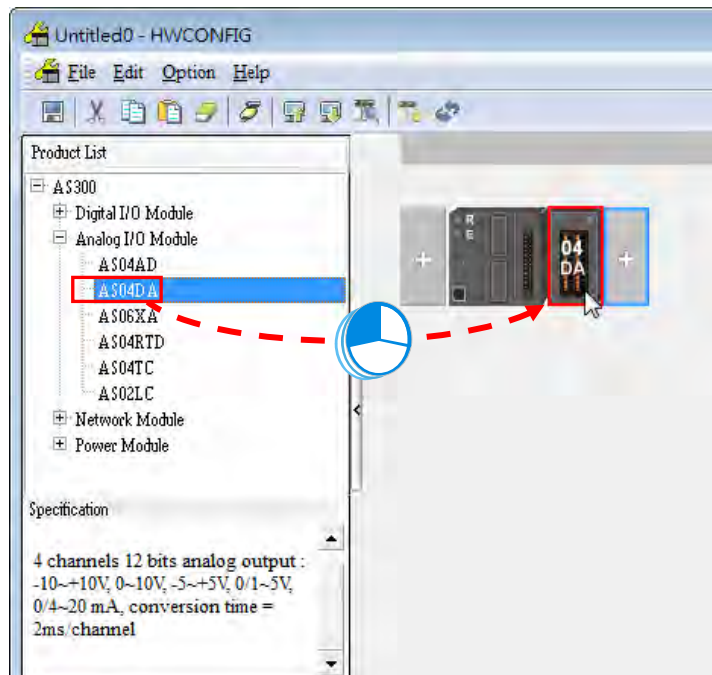 Untitled0 - HWCONFIG
File Edit Option Help
Product List
AS300
Digital I/O Module
Analog I/O Module
AS04AD
AS04DA
AS06XA
AS04RTD
AS04TC
AS02LC
Network Module
Power Module
R
E
04
DA
Specification
4 channels 12 bits analog output :
-10~+10V, 0~10V, -5~+5V, 0/1~5V,
0/4~20 mA, conversion time =
2ms/channel